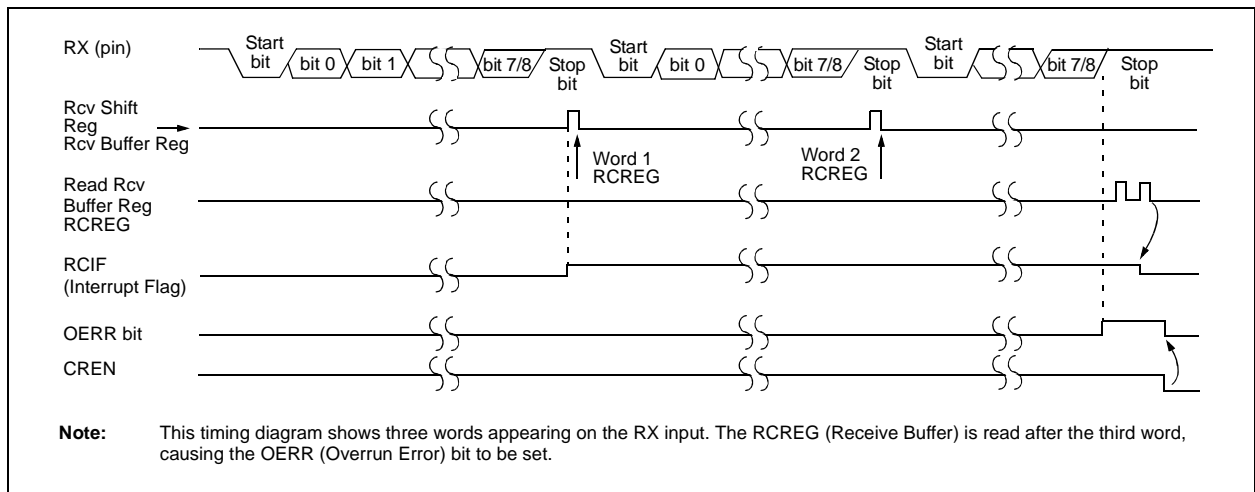 RX (pin)
Start bit
bit 0
bit 1
bit 7/8
Stop bit
Start bit
bit 0
bit 7/8
Stop bit
Start bit
bit 7/8
Stop bit
Rcv Shift
Reg
Rcv Buffer Reg
Word 1
RCREG
Word 2
RCREG
Read Rcv
Buffer Reg
RCREG
RCIF
(Interrupt Flag)
OERR bit
CREN
Note: This timing diagram shows three words appearing on the RX input. The RCREG (Receive Buffer) is read after the third word,
causing the OERR (Overrun Error) bit to be set.